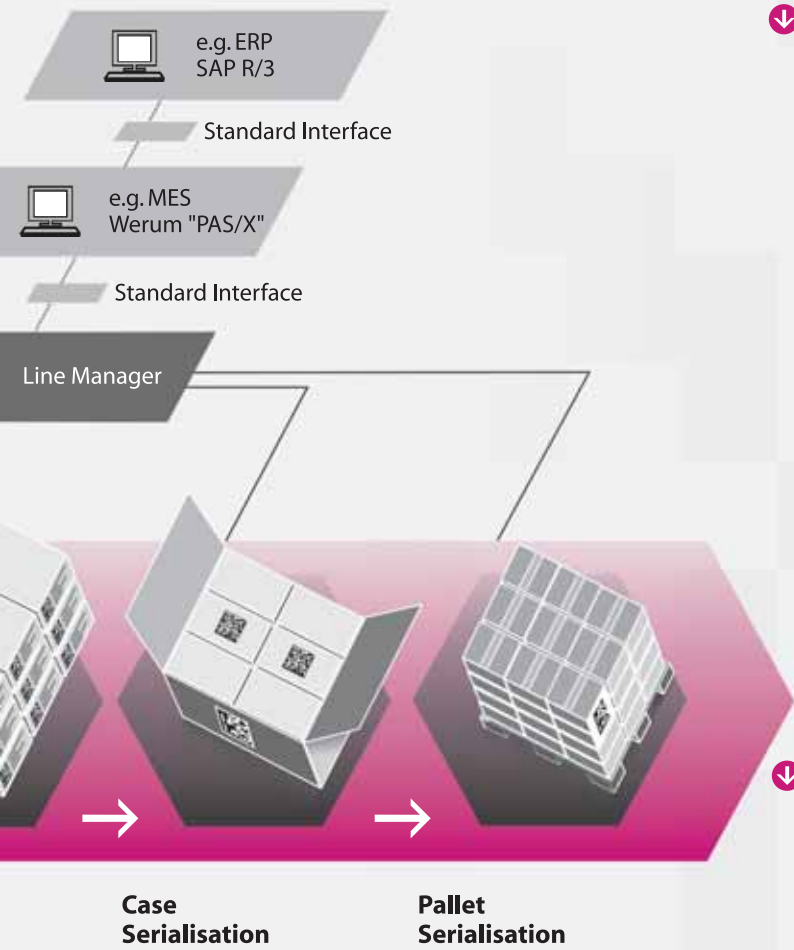 e.g. ERP
SAP R/3
Standard Interface
e.g. MES
Werum "PAS/X"
Standard Interface
Line Manager
Case
Serialisation
Pallet
Serialisation